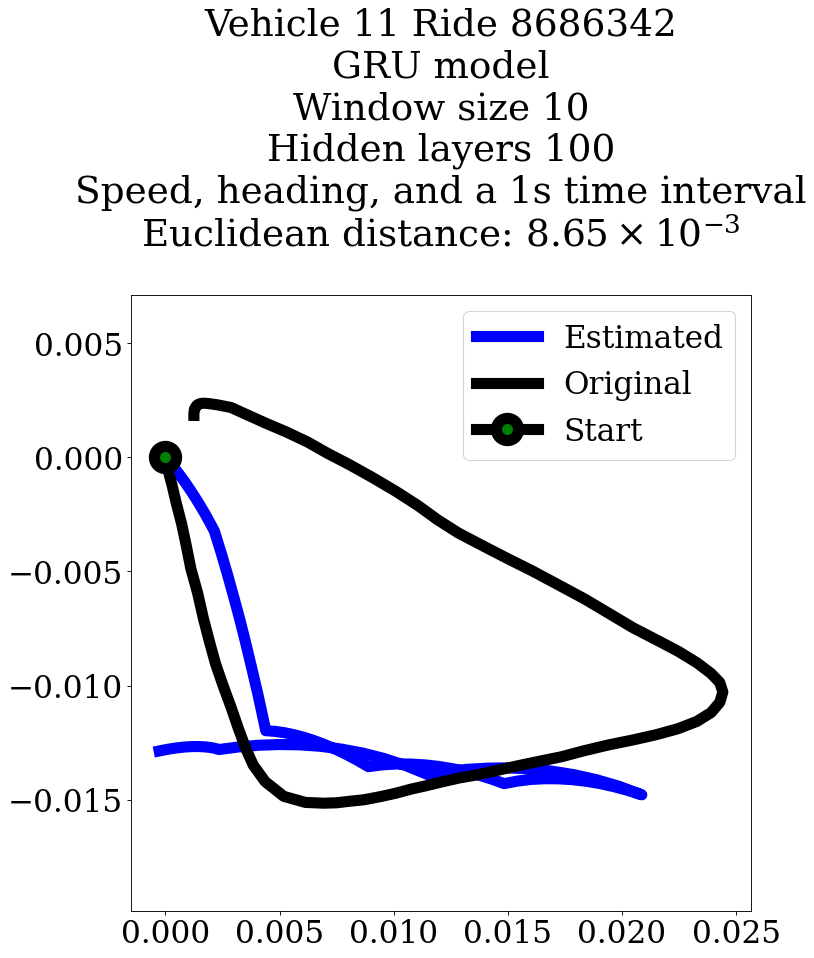 Vehicle 11 Ride 8686342
GRU model
Window size 10
Hidden layers 100
Speed, heading, and a 1s time interval
Euclidean distance: 8.65 × 10⁻³
Estimated
Original
Start
0.005
0.000
−0.005
−0.010
−0.015
0.000 0.005 0.010 0.015 0.020 0.025